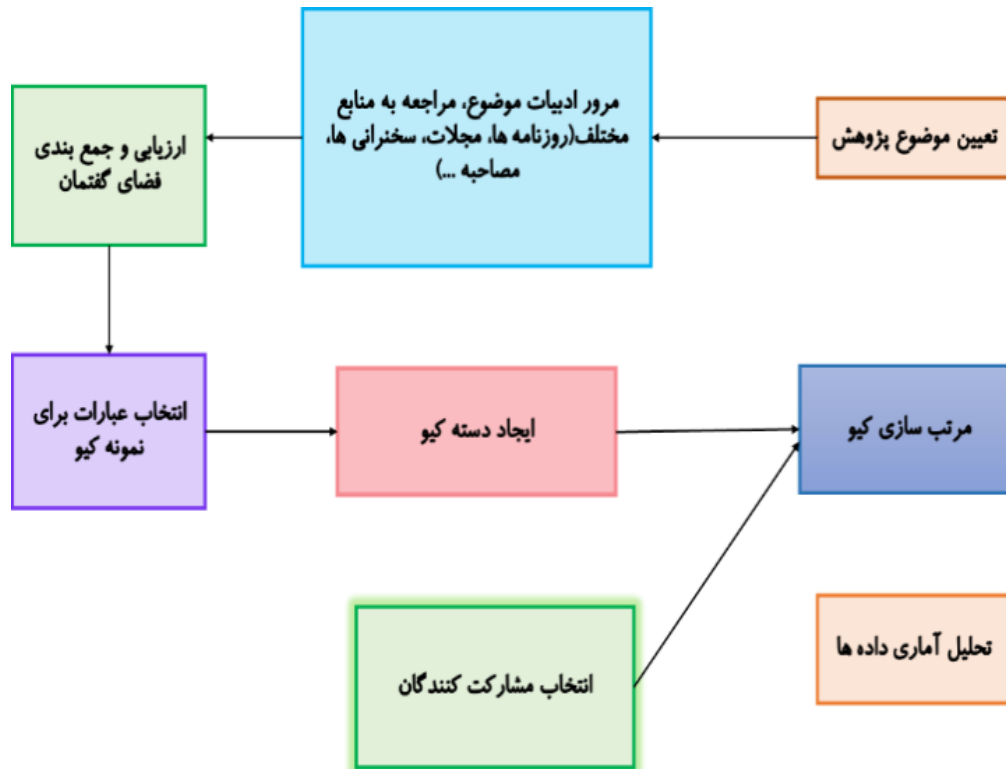 تعیین موضوع پژوهش
مرور ادبیات موضوع، مراجعه به منابع
مختلف(روزنامه ها، مجلات، سخنرانی ها،
مصاحبه ...)
ارزیابی و جمع بندی
فضای گفتمان
انتخاب عبارات برای
نمونه کیو
ایجاد دسته کیو
مرتب سازی کیو
انتخاب مشارکت کنندگان
تحلیل آماری داده ها